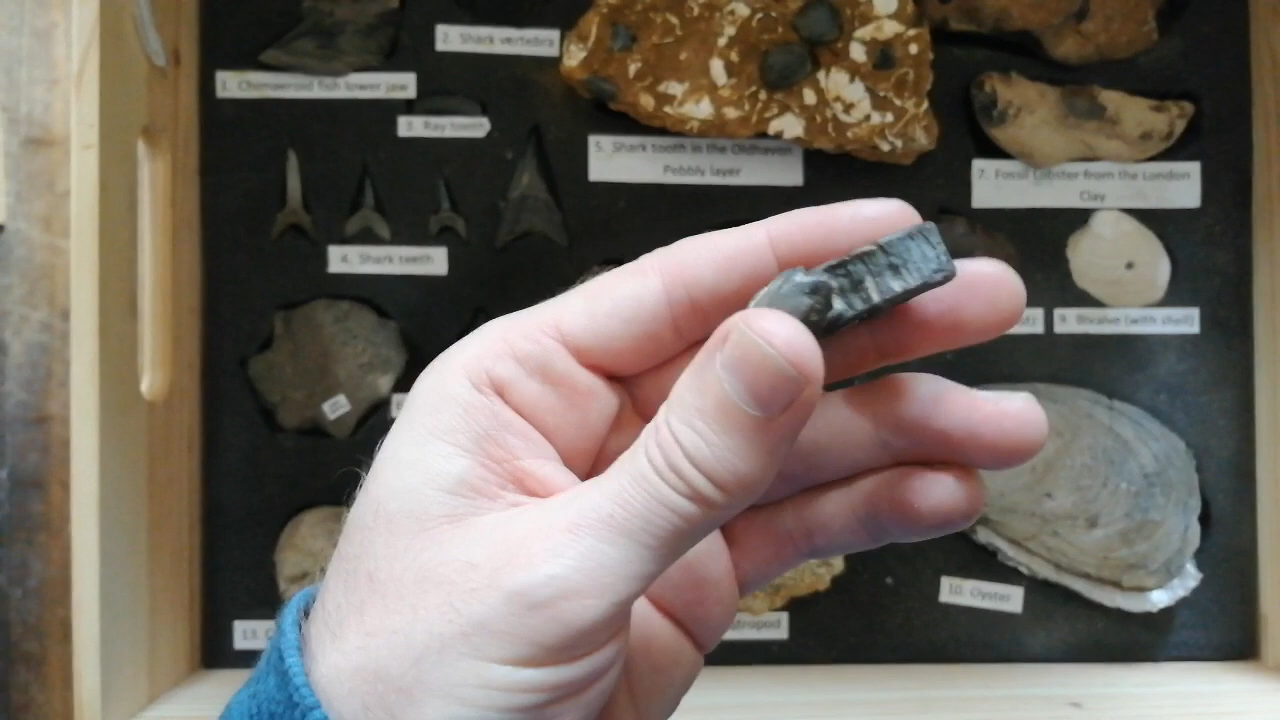 2. Shark vertebra
1. Chimaeroid fish lower jaw
3. Ray tooth
5. Shark tooth in the Oldhaven
Pebbly layer
7. Fossil Lobster from the London
Clay
4. Shark teeth
9. Bivalve (with shell)
10. Oyster
13.